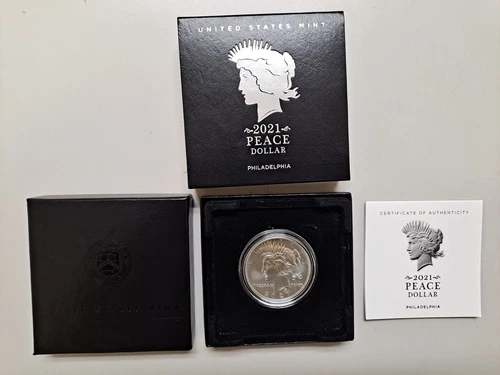 UNITED STATES MINT
2021
PEACE
DOLLAR
PHILADELPHIA
CERTIFICATE OF AUTHENTICITY
2021
PEACE
DOLLAR
PHILADELPHIA